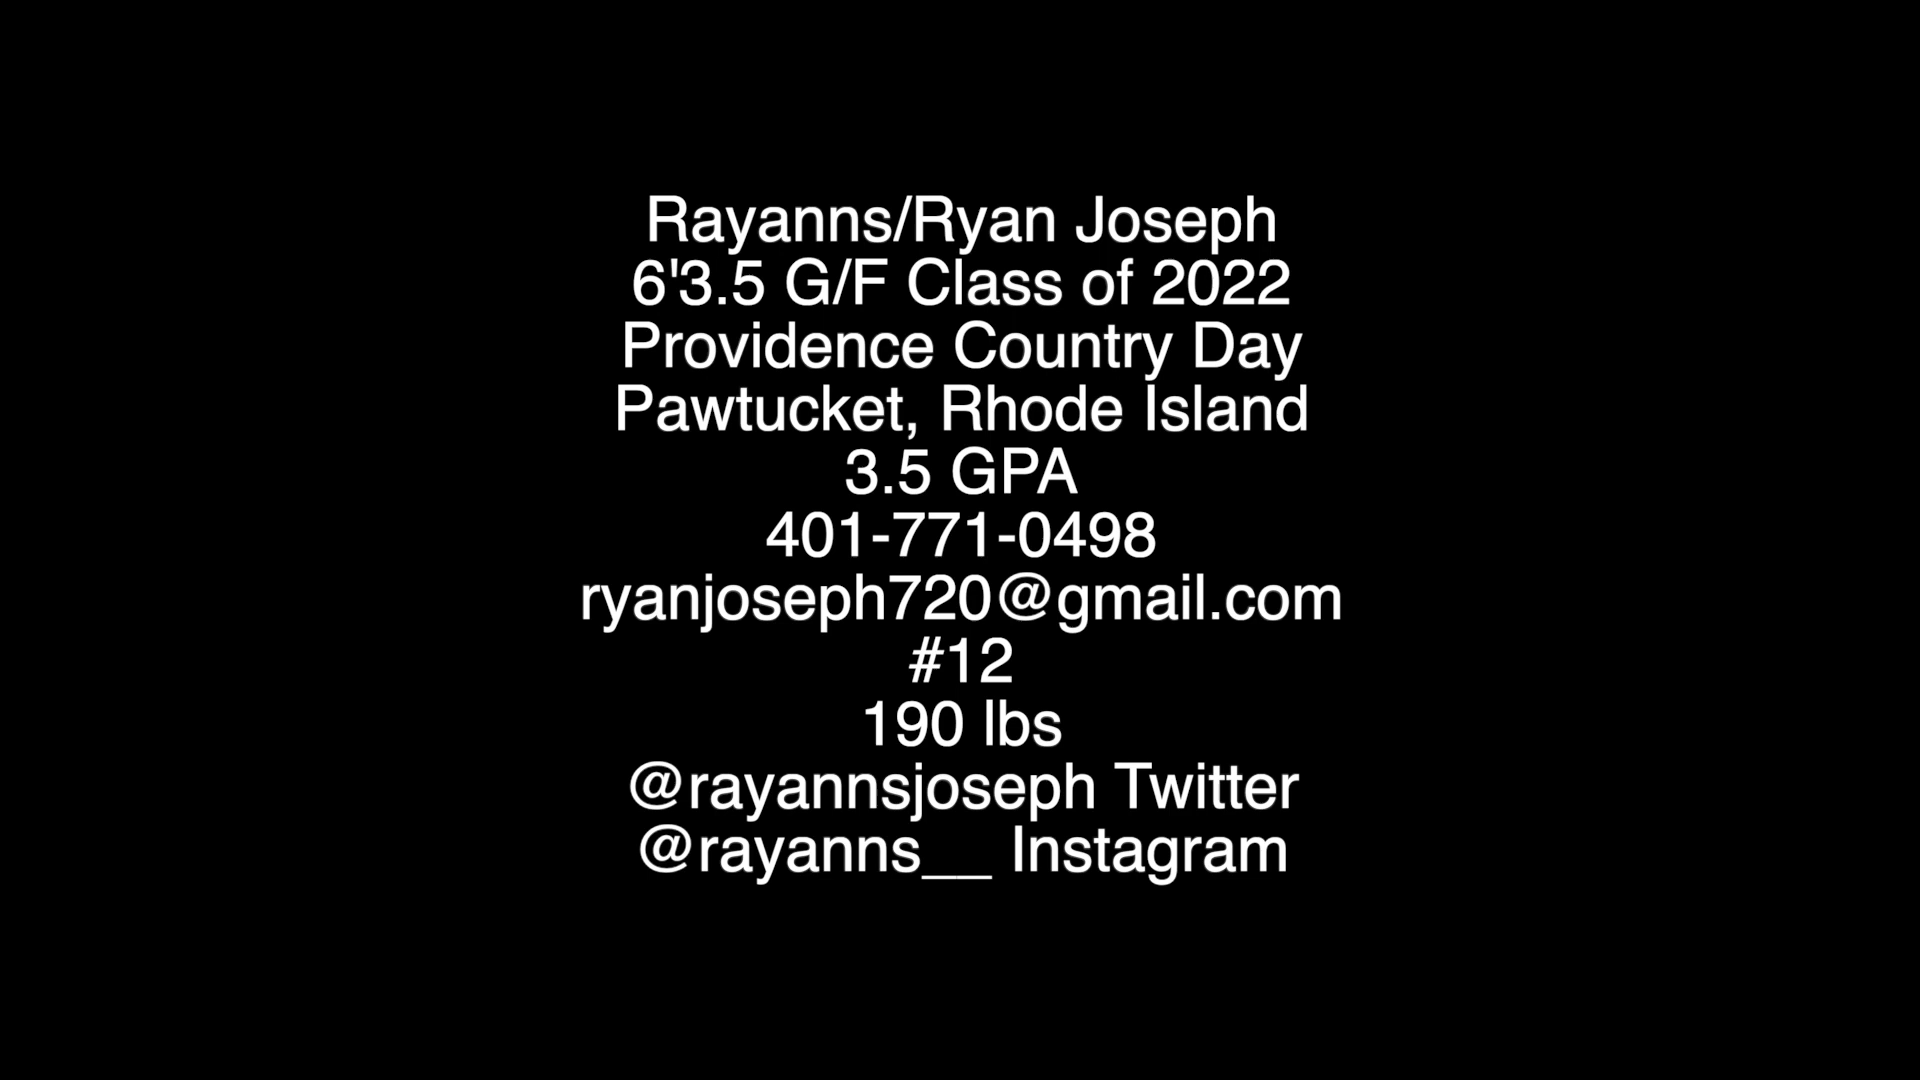 Rayanns/Ryan Joseph
6'3.5 G/F Class of 2022
Providence Country Day
Pawtucket, Rhode Island
3.5 GPA
401-771-0498
ryanjoseph720@gmail.com
#12
190 lbs
@rayannsjoseph Twitter
@rayanns__ Instagram